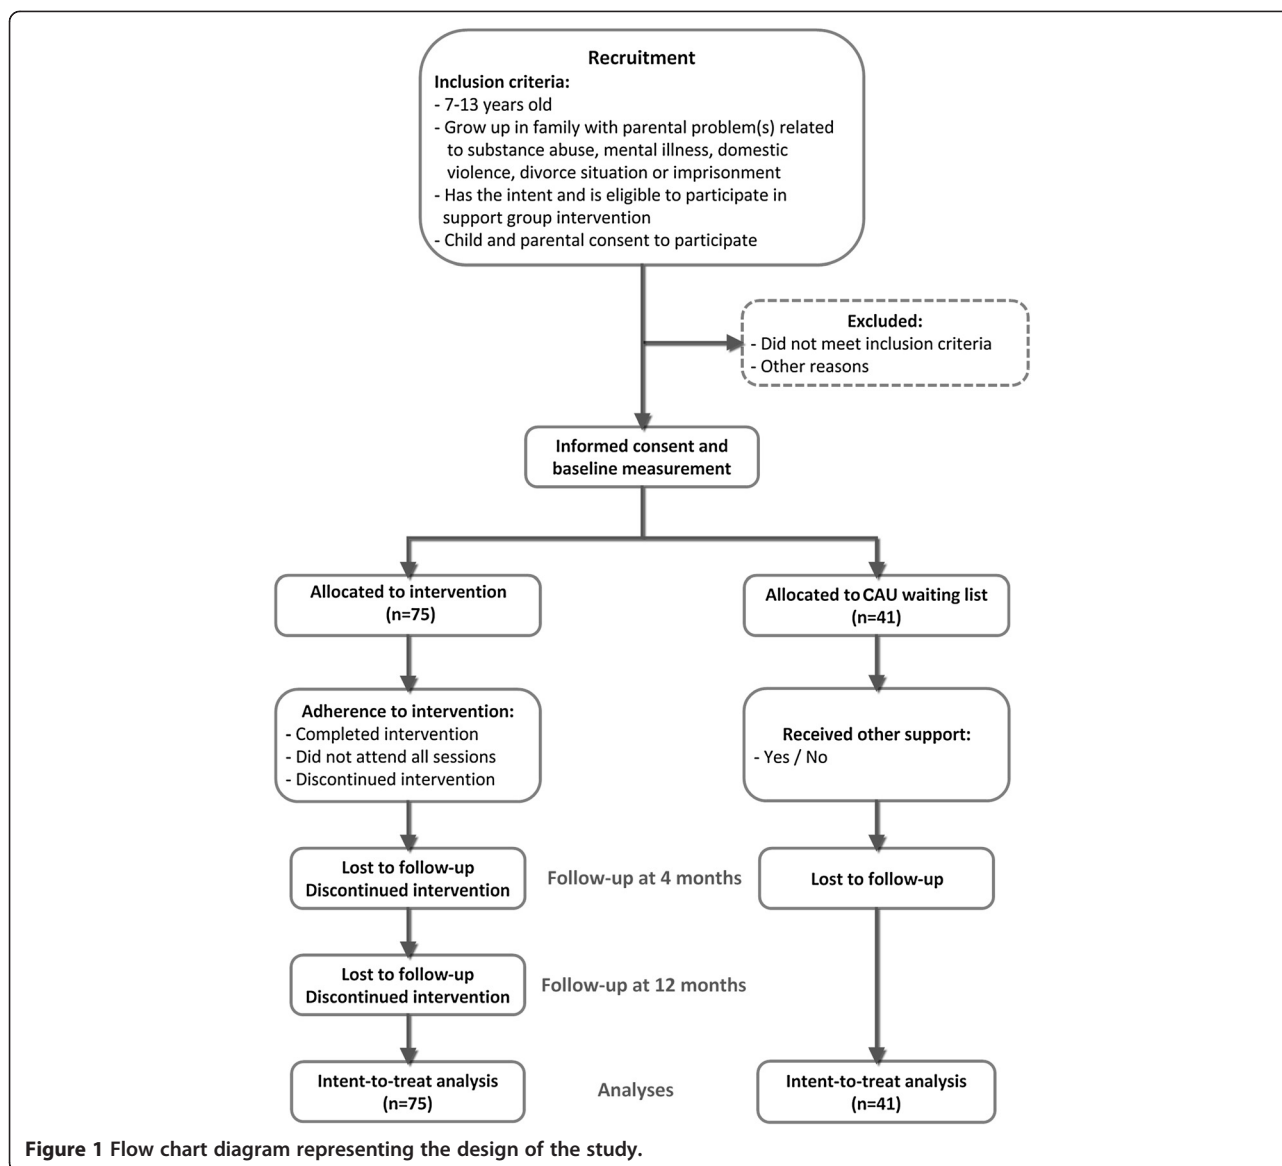 Recruitment
Inclusion criteria:
- 7-13 years old
- Grow up in family with parental problem(s) related
to substance abuse, mental illness, domestic
violence, divorce situation or imprisonment
- Has the intent and is eligible to participate in
support group intervention
- Child and parental consent to participate
Excluded:
- Did not meet inclusion criteria
- Other reasons
Informed consent and
baseline measurement
Allocated to intervention
(n=75)
Allocated to CAU waiting list
(n=41)
Adherence to intervention:
- Completed intervention
- Did not attend all sessions
- Discontinued intervention
Received other support:
- Yes / No
Lost to follow-up
Discontinued intervention
Follow-up at 4 months
Lost to follow-up
Lost to follow-up
Discontinued intervention
Follow-up at 12 months
Intent-to-treat analysis
(n=75)
Analyses
Intent-to-treat analysis
(n=41)
Figure 1 Flow chart diagram representing the design of the study.